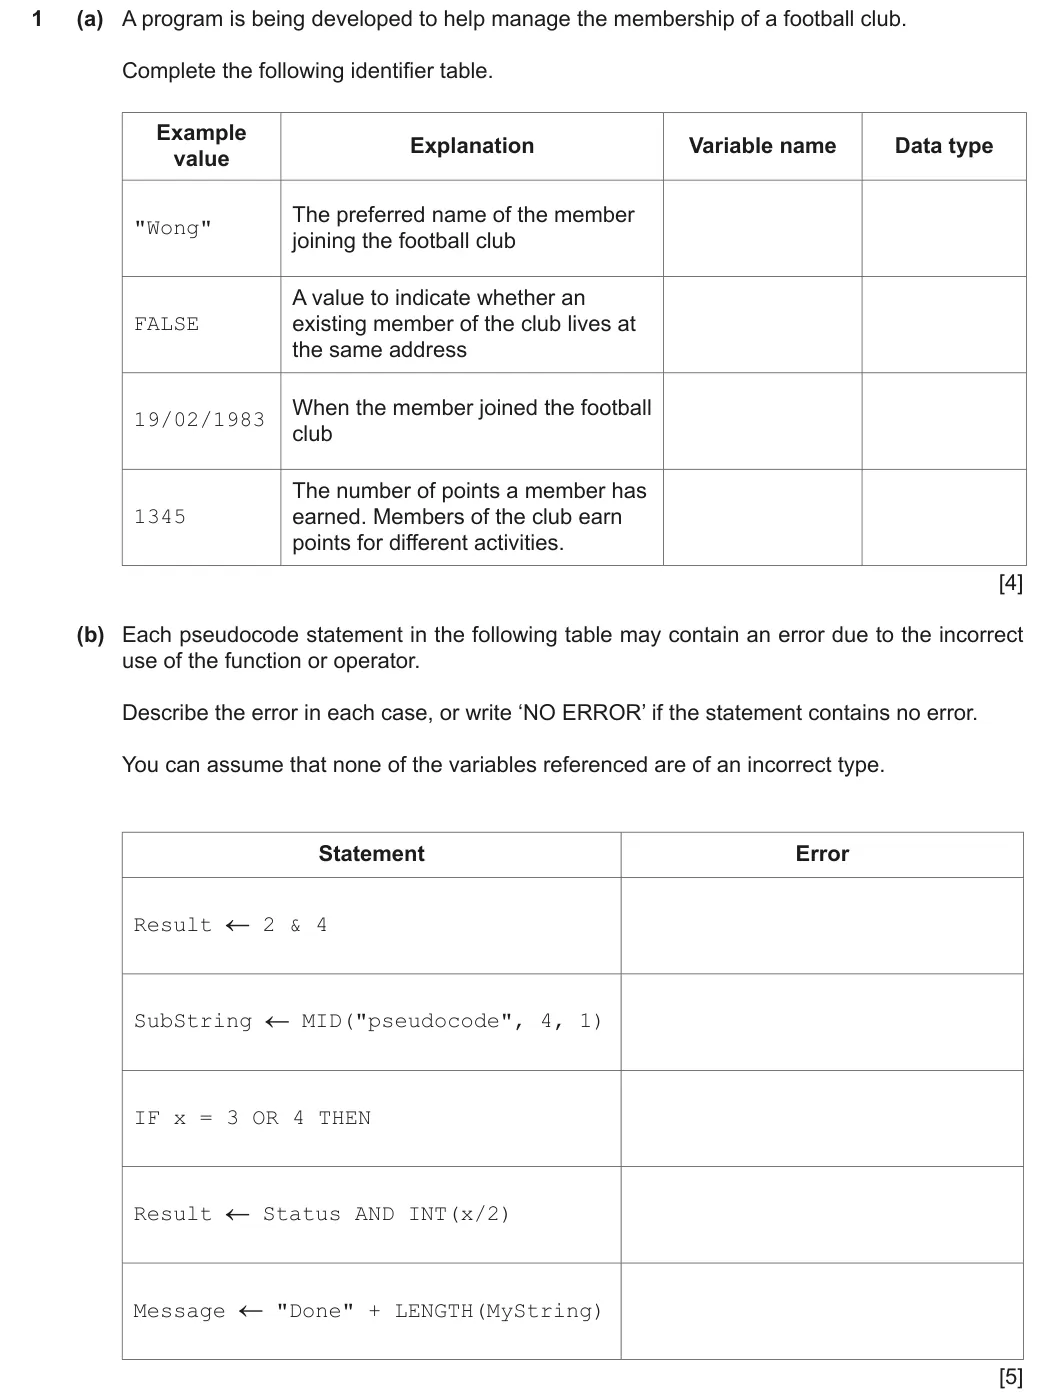 1 (a) A program is being developed to help manage the membership of a football club.
Complete the following identifier table.
Example value Explanation Variable name Data type
"Wong" The preferred name of the member
joining the football club
FALSE A value to indicate whether an
existing member of the club lives at
the same address
19/02/1983 When the member joined the football
club
1345 The number of points a member has
earned. Members of the club earn
points for different activities.
[4]
(b) Each pseudocode statement in the following table may contain an error due to the incorrect
use of the function or operator.
Describe the error in each case, or write ‘NO ERROR’ if the statement contains no error.
You can assume that none of the variables referenced are of an incorrect type.
Statement Error
Result ← 2 & 4
SubString ← MID("pseudocode", 4, 1)
IF x = 3 OR 4 THEN
Result ← Status AND INT(x/2)
Message ← "Done" + LENGTH(MyString)
[5]